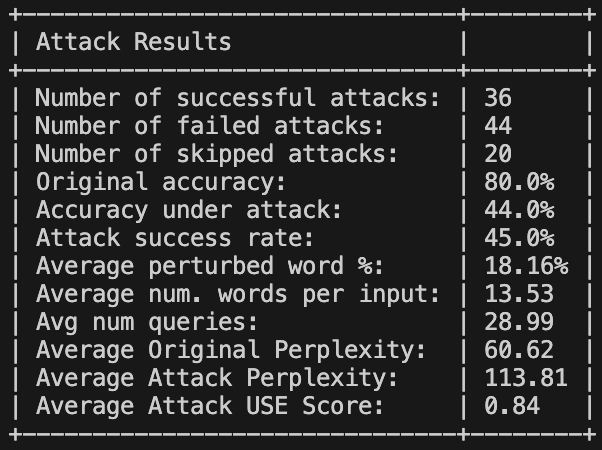 +-------------------------------+--------+
| Attack Results                |        |
+-------------------------------+--------+
| Number of successful attacks: | 36     |
| Number of failed attacks:     | 44     |
| Number of skipped attacks:    | 20     |
| Original accuracy:            | 80.0%  |
| Accuracy under attack:        | 44.0%  |
| Attack success rate:          | 45.0%  |
| Average perturbed word %:     | 18.16% |
| Average num. words per input: | 13.53  |
| Avg num queries:              | 28.99  |
| Average Original Perplexity:  | 60.62  |
| Average Attack Perplexity:    | 113.81 |
| Average Attack USE Score:     | 0.84   |
+-------------------------------+--------+